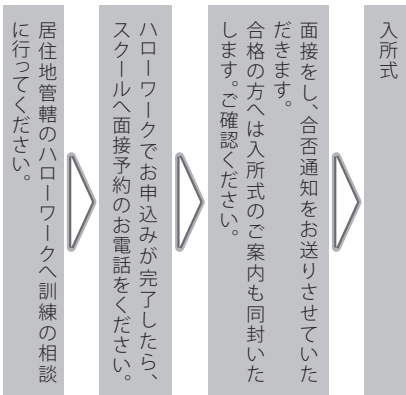 居住地管轄のハローワークへ訓練の相談
に行ってください。
ハローワークでお申込みが完了したら、
スクールへ面接予約のお電話をください。
面接をし、合否通知をお送りさせていた
だきます。
合格の方へは入所式のご案内も同封いた
します。ご確認ください。
入所式